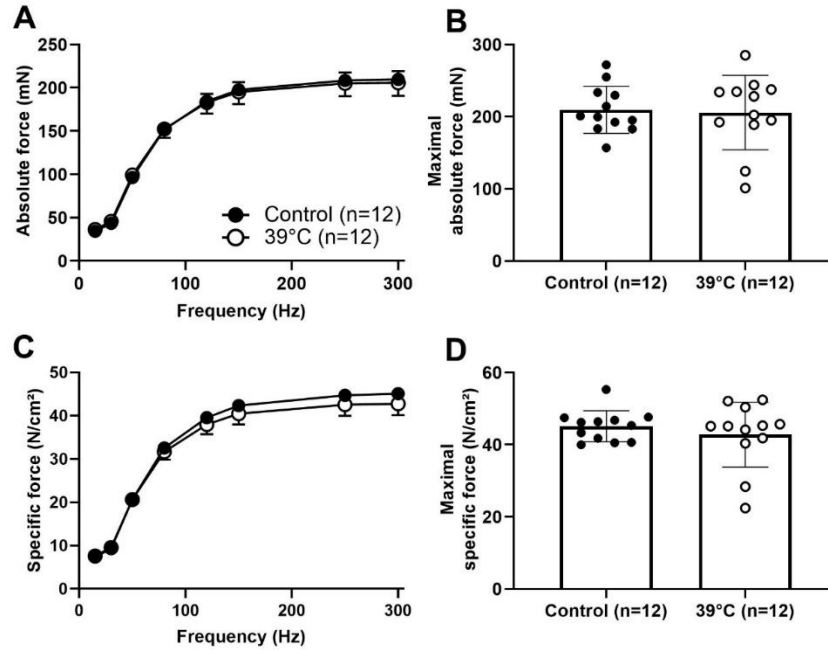 A
Absolute force (mN)
250
200
150
100
50
0
0
100
200
300
Frequency (Hz)
Control (n=12)
39°C (n=12)
B
Maximal
absolute force (mN)
300
200
100
0
Control (n=12)
39°C (n=12)
C
Specific force (N/cm²)
50
40
30
20
10
0
0
100
200
300
Frequency (Hz)
D
Maximal
specific force (N/cm²)
60
40
20
0
Control (n=12)
39°C (n=12)